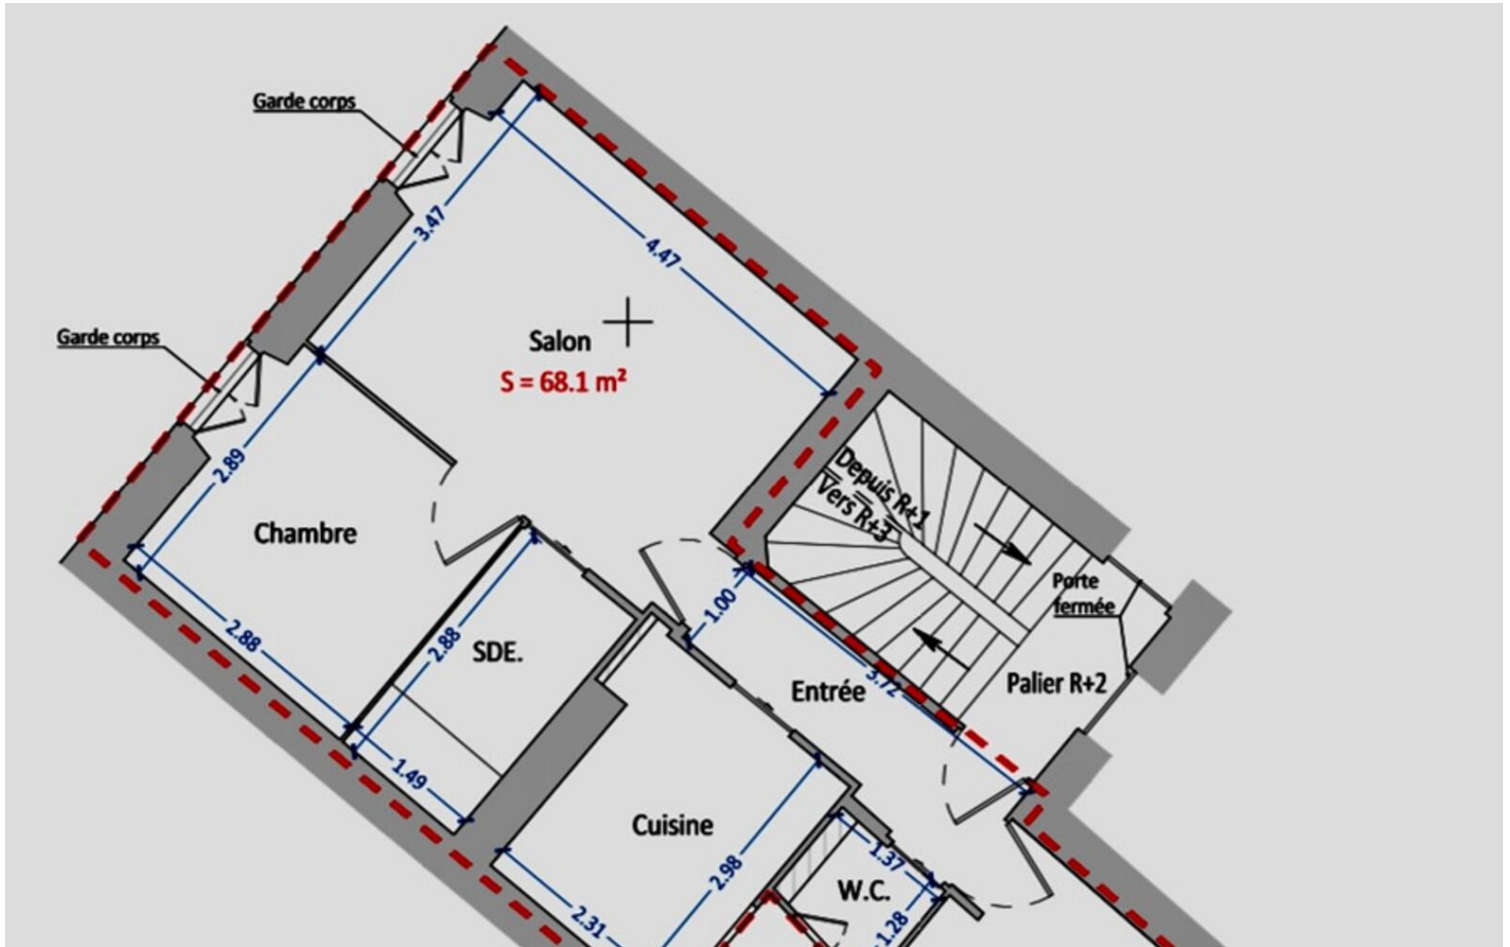 Garde corps
3.47
4.47
Garde corps
Salon
S = 68.1 m²
2.89
Depuis R+1
Vers R+3
Chambre
Porte
fermée
1.00
2.88
2.88
SDE.
Entrée
3.72
Palier R+2
1.49
Cuisine
1.37
2.98
W.C.
2.31
1.28